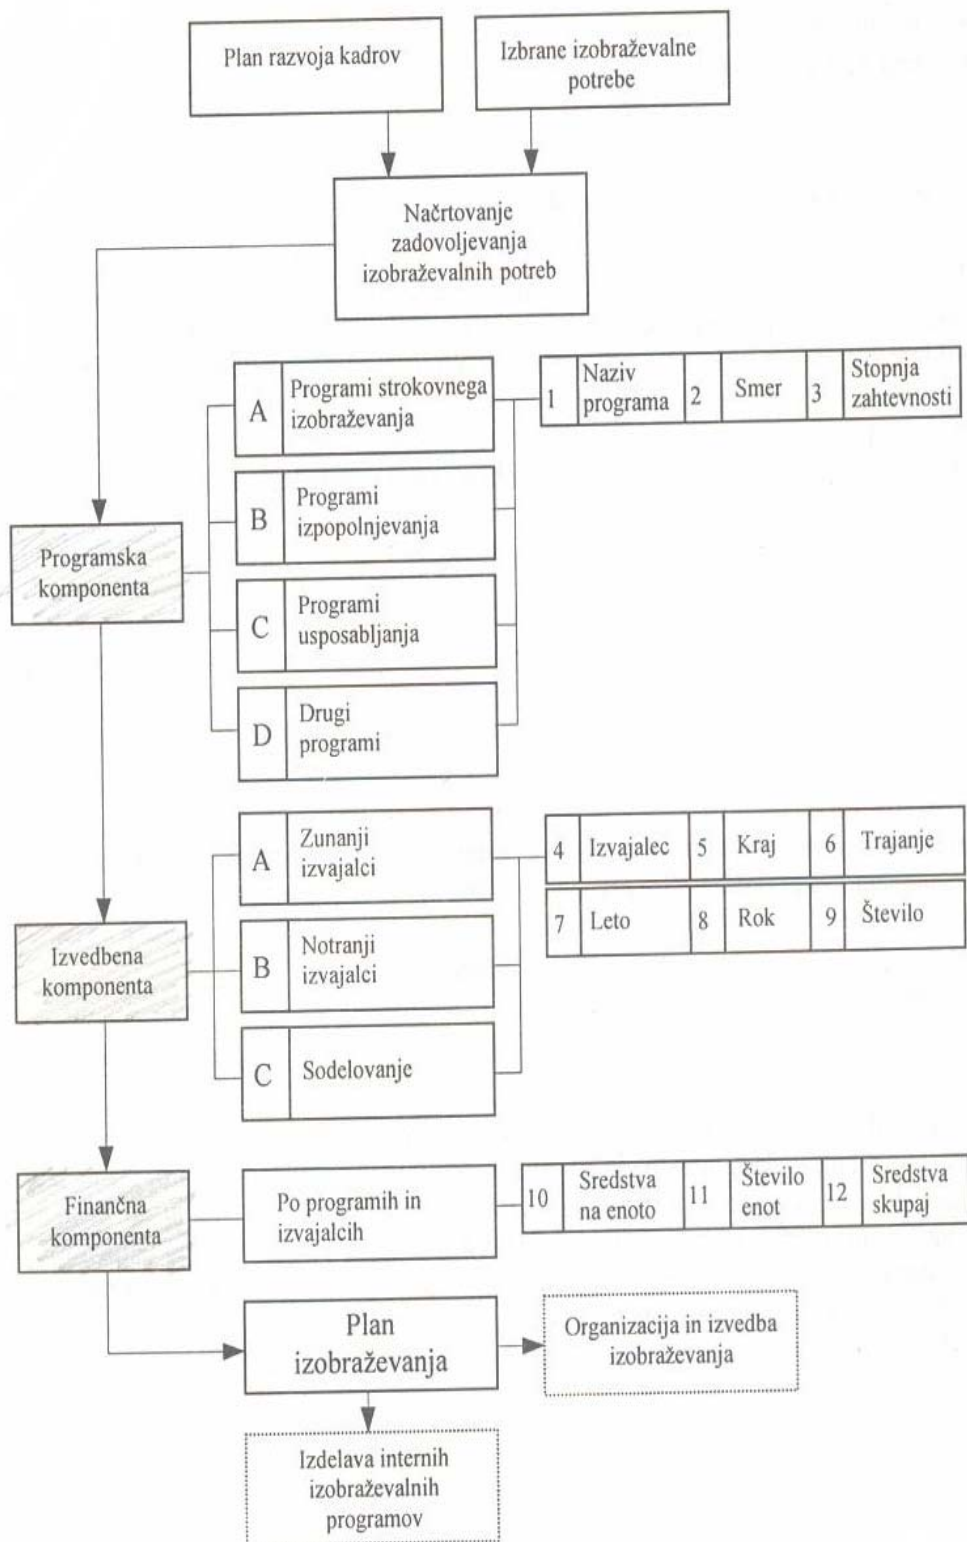 Plan razvoja kadrov
Izbrane izobraževalne
potrebe
Načrtovanje
zadovoljevanja
izobraževalnih potreb
A
Programi strokovnega
izobraževanja
1
Naziv
programa
2
Smer
3
Stopnja
zahtevnosti
B
Programi
izpopolnjevanja
Programska
komponenta
C
Programi
usposabljanja
D
Drugi
programi
A
Zunanji
izvajalci
4
Izvajalec
5
Kraj
6
Trajanje
7
Leto
8
Rok
9
Število
Izvedbena
komponenta
B
Notranji
izvajalci
C
Sodelovanje
Finančna
komponenta
Po programih in
izvajalcih
10
Sredstva
na enoto
11
Število
enot
12
Sredstva
skupaj
Plan
izobraževanja
Organizacija in izvedba
izobraževanja
Izdelava internih
izobraževalnih
programov